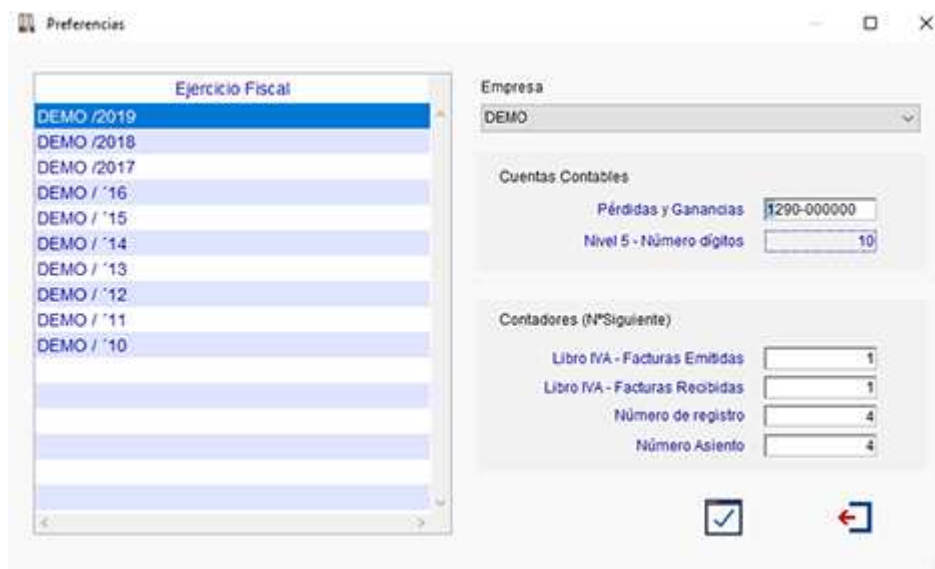 Preferencias
Ejercicio Fiscal
DEMO /2019
DEMO /2018
DEMO /2017
DEMO / ´16
DEMO / ´15
DEMO / ´14
DEMO / ´13
DEMO / ´12
DEMO / ´11
DEMO / ´10
Empresa
DEMO
Cuentas Contables
Pérdidas y Ganancias 1290-000000
Nivel 5 - Número dígitos 10
Contadores (NºSiguiente)
Libro IVA - Facturas Emitidas 1
Libro IVA - Facturas Recibidas 1
Número de registro 4
Número Asiento 4